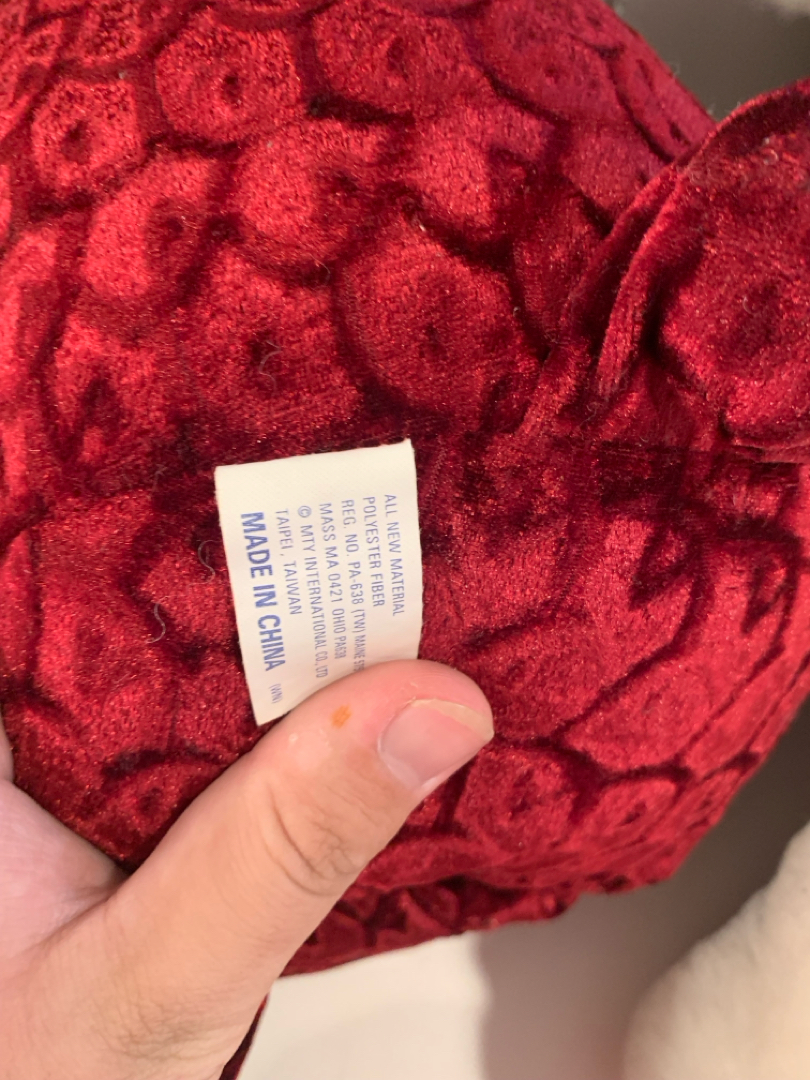 ALL NEW MATERIAL
POLYESTER FIBER
REG. NO. PA-638 (TW) MAINE
MASS MA 0421 OHIO PA638
© MTY INTERNATIONAL CO., LTD
TAIPEI, TAIWAN
MADE IN CHINA